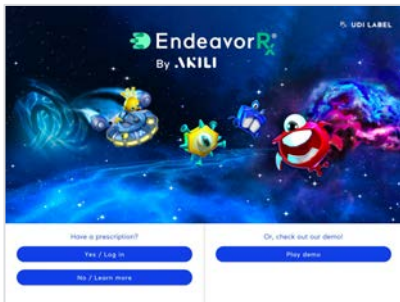 UDI LABEL
EndeavorRx®
By AKILI
Have a prescription?
Yes / Log in
No / Learn more
Or, check out our demo!
Play demo